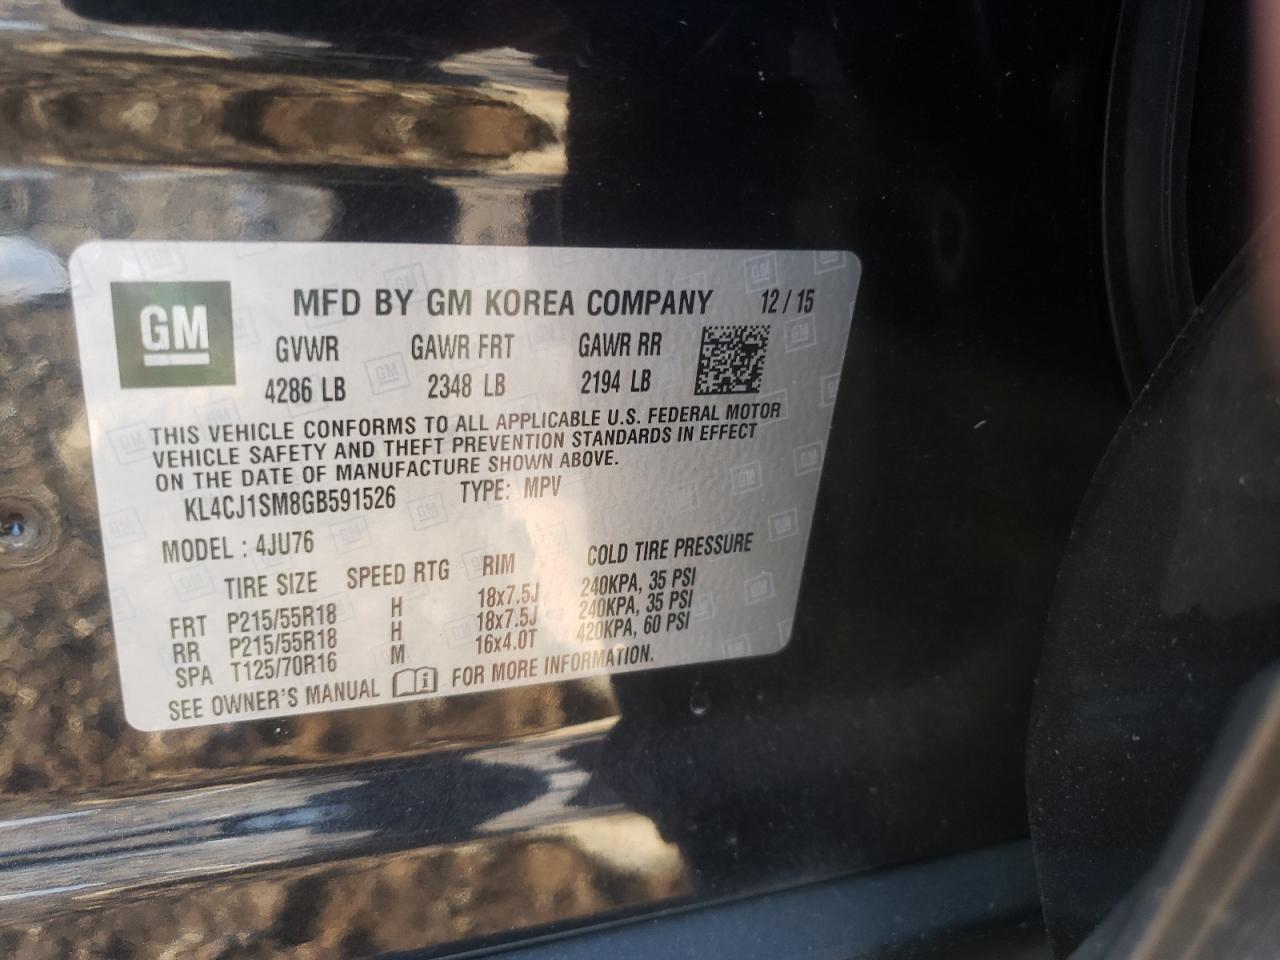 GM
MFD BY GM KOREA COMPANY 12/15
GVWR GAWR FRT GAWR RR
4286 LB 2348 LB 2194 LB
THIS VEHICLE CONFORMS TO ALL APPLICABLE U.S. FEDERAL MOTOR
VEHICLE SAFETY AND THEFT PREVENTION STANDARDS IN EFFECT
ON THE DATE OF MANUFACTURE SHOWN ABOVE.
KL4CJ1SM8GB591526 TYPE: MPV
MODEL : 4JU76
TIRE SIZE SPEED RTG RIM COLD TIRE PRESSURE
FRT P215/55R18 H 18x7.5J 240KPA, 35 PSI
RR P215/55R18 H 18x7.5J 240KPA, 35 PSI
SPA T125/70R16 M 16x4.0T 420KPA, 60 PSI
SEE OWNER'S MANUAL FOR MORE INFORMATION.